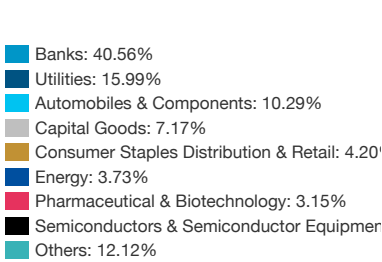 Banks: 40.56%
Utilities: 15.99%
Automobiles & Components: 10.29%
Capital Goods: 7.17%
Consumer Staples Distribution & Retail: 4.20%
Energy: 3.73%
Pharmaceutical & Biotechnology: 3.15%
Semiconductors & Semiconductor Equipmen
Others: 12.12%